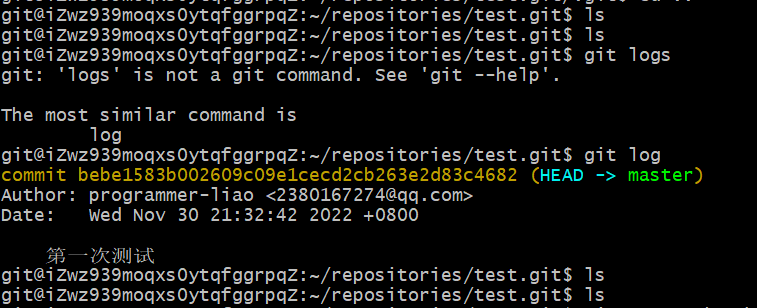 git@iZwz939moqxs0ytqfggrpqZ:~/repositories/test.git$ ls
git@iZwz939moqxs0ytqfggrpqZ:~/repositories/test.git$ ls
git@iZwz939moqxs0ytqfggrpqZ:~/repositories/test.git$ git logs
git: 'logs' is not a git command. See 'git --help'.
The most similar command is
log
git@iZwz939moqxs0ytqfggrpqZ:~/repositories/test.git$ git log
commit bebe1583b002609c09e1cecd2cb263e2d83c4682 (HEAD -> master)
Author: programmer-liao <2380167274@qq.com>
Date:   Wed Nov 30 21:32:42 2022 +0800
第一次测试
git@iZwz939moqxs0ytqfggrpqZ:~/repositories/test.git$ ls
git@iZwz939moqxs0ytqfggrpqZ:~/repositories/test.git$ ls